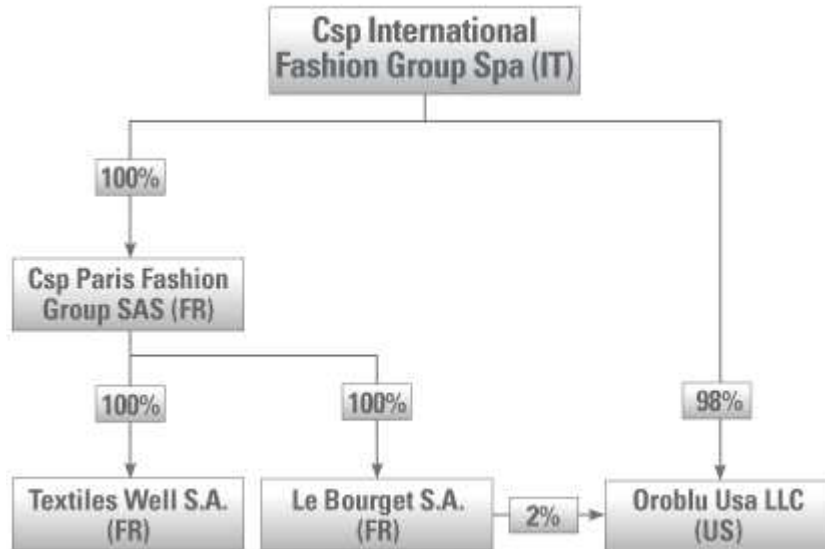 Csp International
Fashion Group Spa (IT)
100%
Csp Paris Fashion
Group SAS (FR)
100%
100%
98%
Textiles Well S.A.
(FR)
Le Bourget S.A.
(FR)
2%
Oroblu Usa LLC
(US)